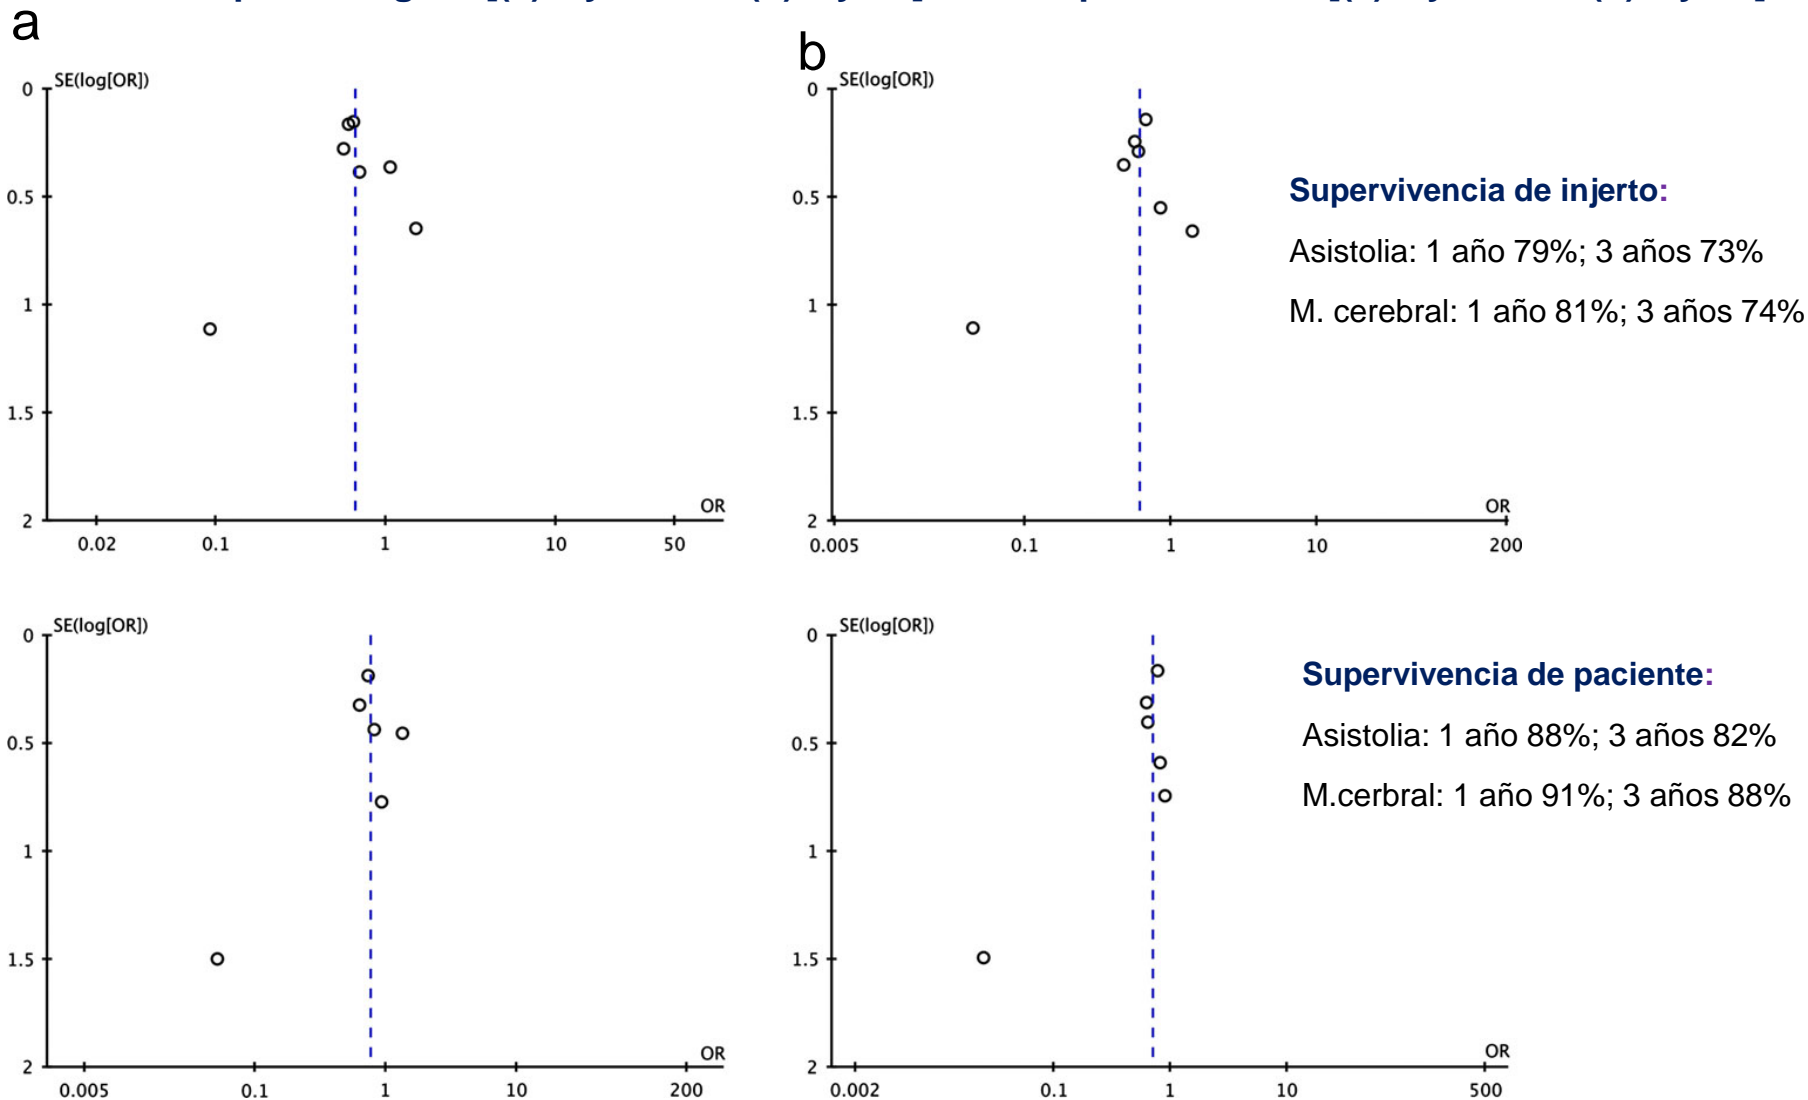 a
b
SE(log[OR])
0
0.5
1
1.5
2
OR
0.02 0.1 1 10 50
SE(log[OR])
0
0.5
1
1.5
2
OR
0.005 0.1 1 10 200
Supervivencia de injerto:
Asistolia: 1 año 79%; 3 años 73%
M. cerebral: 1 año 81%; 3 años 74%
SE(log[OR])
0
0.5
1
1.5
2
OR
0.005 0.1 1 10 200
SE(log[OR])
0
0.5
1
1.5
2
OR
0.002 0.1 1 10 500
Supervivencia de paciente:
Asistolia: 1 año 88%; 3 años 82%
M.cerbral: 1 año 91%; 3 años 88%